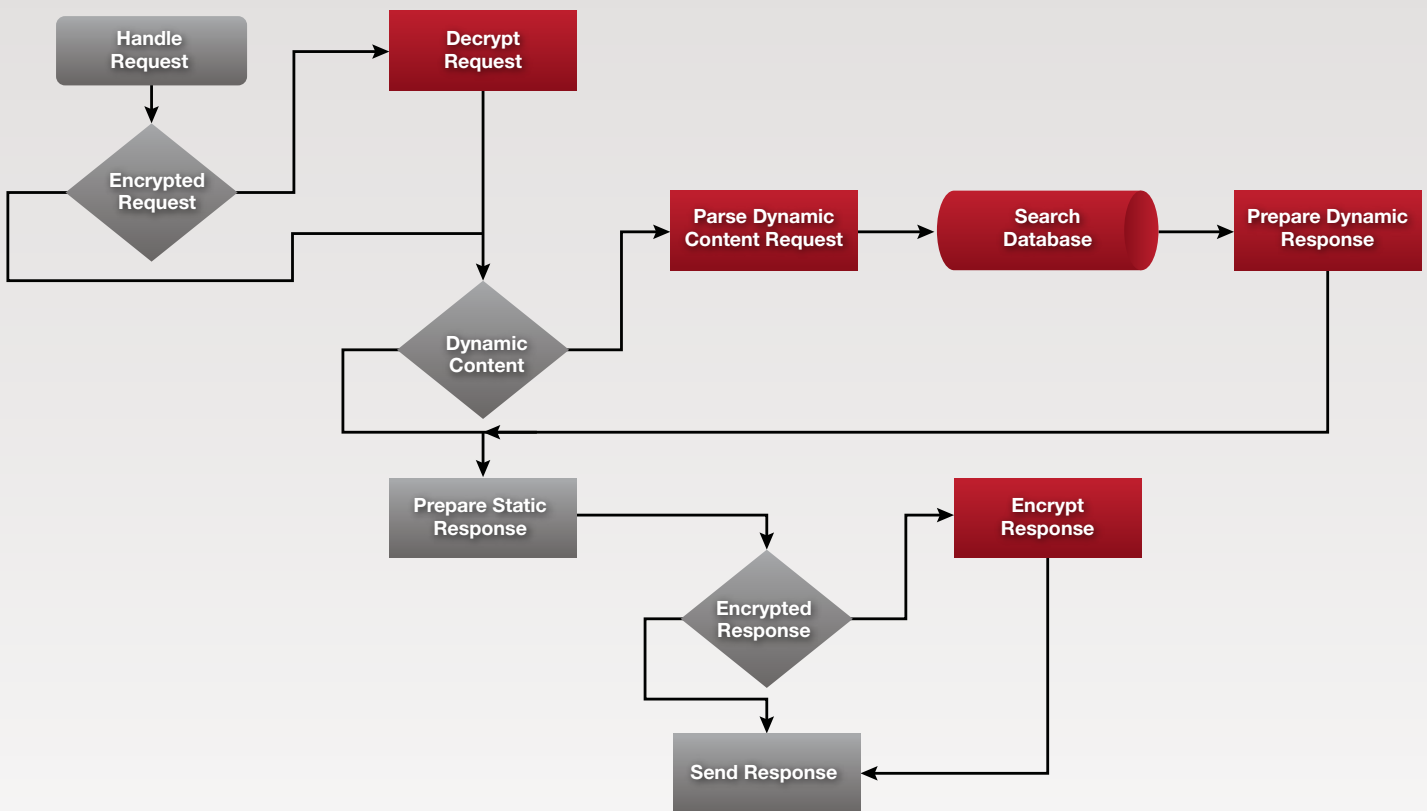 Handle
Request
Decrypt
Request
Encrypted
Request
Parse Dynamic
Content Request
Search
Database
Prepare Dynamic
Response
Dynamic
Content
Prepare Static
Response
Encrypt
Response
Encrypted
Response
Send Response